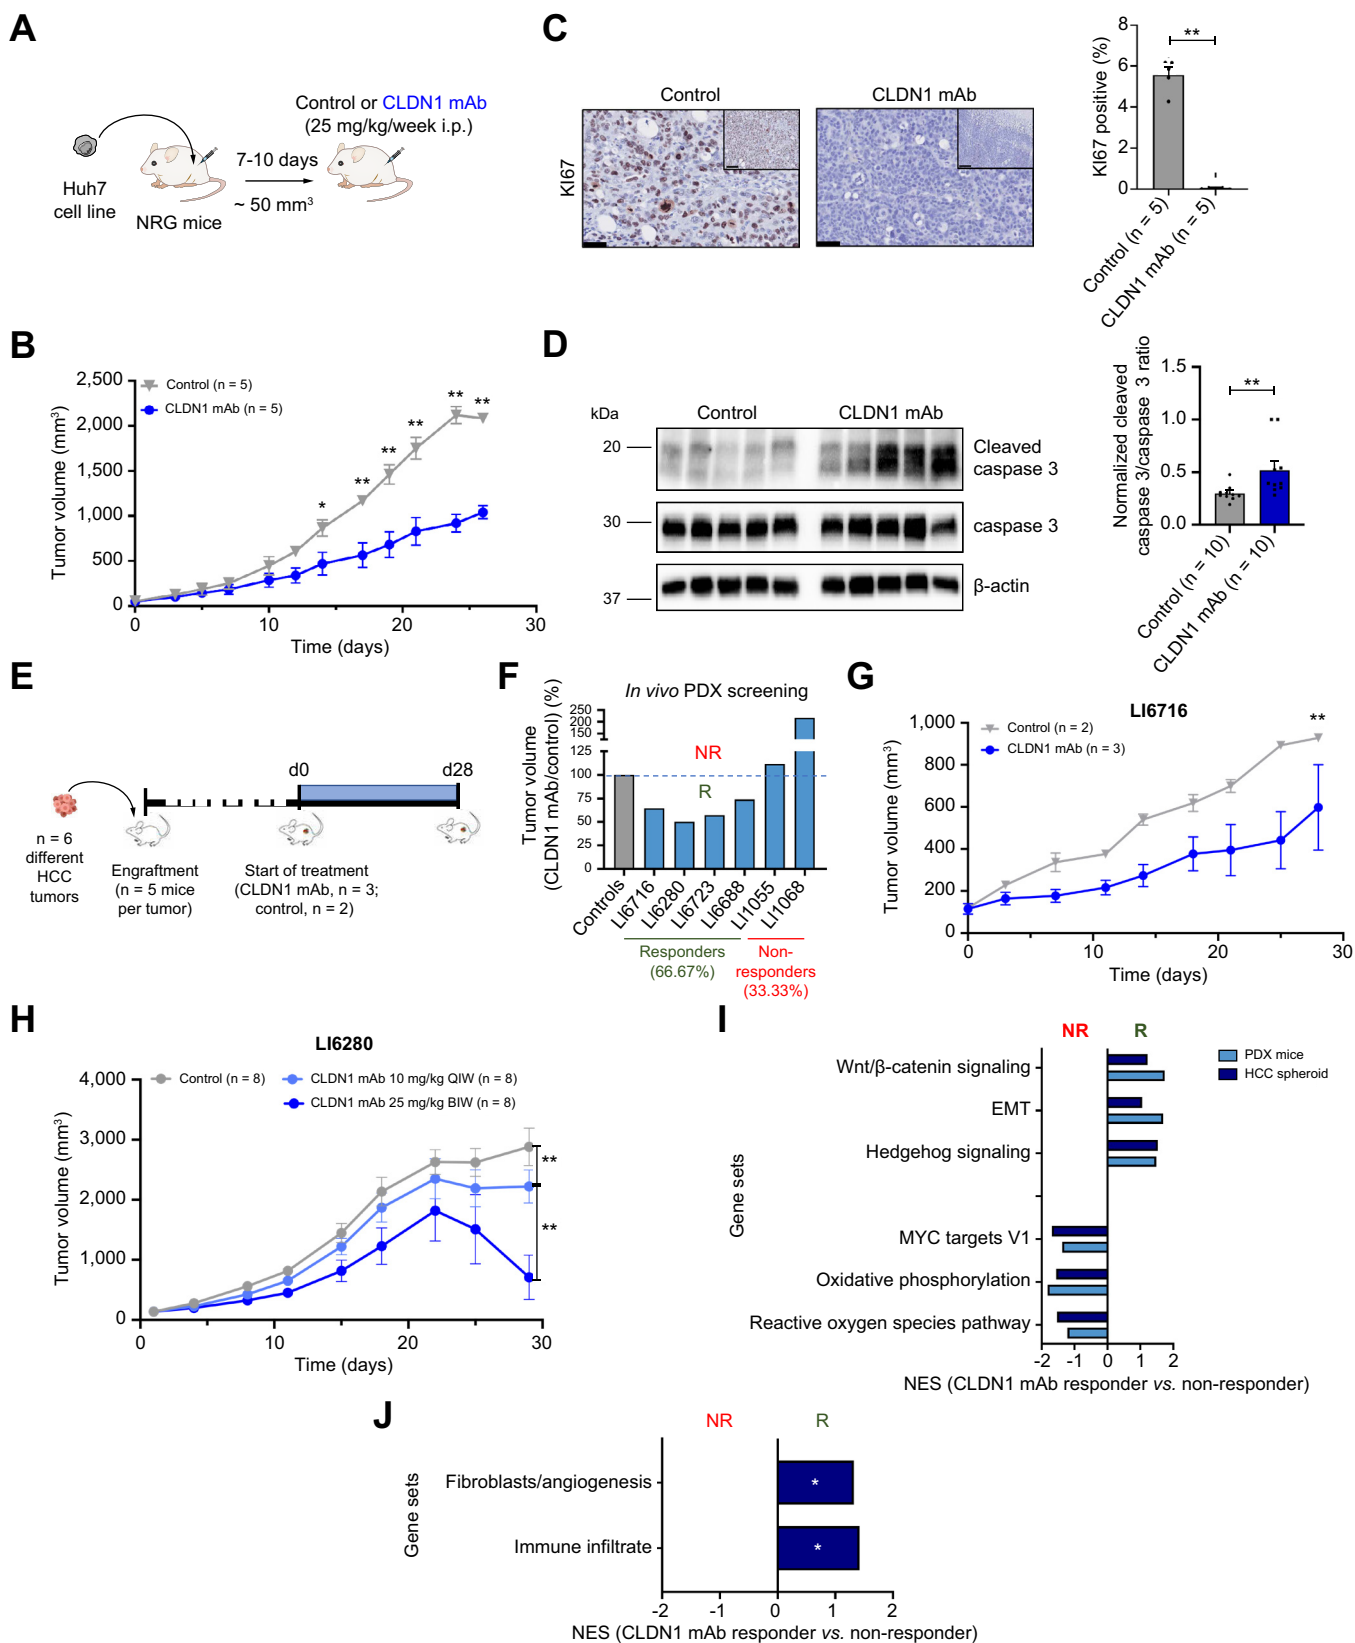 A
Control or CLDN1 mAb
(25 mg/kg/week i.p.)
7-10 days
~ 50 mm³
Huh7
cell line
NRG mice
B
Tumor volume (mm³)
2,500
2,000
1,500
1,000
500
0
Control (n = 5)
CLDN1 mAb (n = 5)
*
**
**
**
**
**
0
10
20
30
Time (days)
C
Control
CLDN1 mAb
KI67
KI67 positive (%)
8
6
4
2
0
**
Control (n = 5)
CLDN1 mAb (n = 5)
D
kDa
Control
CLDN1 mAb
20
Cleaved
caspase 3
30
caspase 3
37
β-actin
Normalized cleaved
caspase 3/caspase 3 ratio
1.5
1.0
0.5
0.0
**
Control (n = 10)
CLDN1 mAb (n = 10)
E
n = 6
different
HCC
tumors
Engraftment
(n = 5 mice
per tumor)
d0
d28
Start of treatment
(CLDN1 mAb, n = 3;
control, n = 2)
F
In vivo PDX screening
Tumor volume
(CLDN1 mAb/control) (%)
250
200
150
125
100
75
50
25
0
NR
R
Controls
LI6716
LI6280
LI6723
LI6688
LI1055
LI1068
Responders
(66.67%)
Non-
responders
(33.33%)
G
LI6716
Tumor volume (mm³)
1,000
800
600
400
200
0
Control (n = 2)
CLDN1 mAb (n = 3)
**
0
10
20
30
Time (days)
H
LI6280
Tumor volume (mm³)
4,000
3,000
2,000
1,000
0
Control (n = 8)
CLDN1 mAb 10 mg/kg QIW (n = 8)
CLDN1 mAb 25 mg/kg BIW (n = 8)
**
**
0
10
20
30
Time (days)
I
NR
R
PDX mice
HCC spheroid
Gene sets
Wnt/β-catenin signaling
EMT
Hedgehog signaling
MYC targets V1
Oxidative phosphorylation
Reactive oxygen species pathway
-2
-1
0
1
2
NES (CLDN1 mAb responder vs. non-responder)
J
NR
R
Gene sets
Fibroblasts/angiogenesis
*
Immune infiltrate
*
-2
-1
0
1
2
NES (CLDN1 mAb responder vs. non-responder)